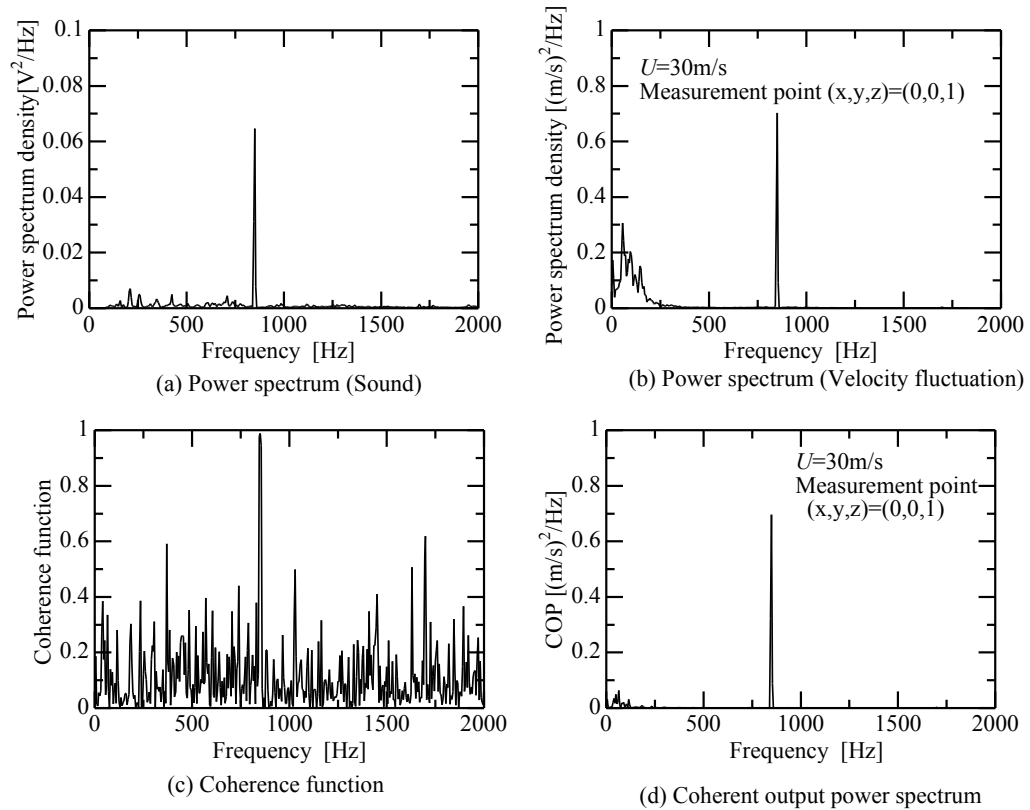 0.1
0.08
0.06
0.04
0.02
0
Power spectrum density[V²/Hz]
0 500 1000 1500 2000
Frequency [Hz]
(a) Power spectrum (Sound)
1
0.8
0.6
0.4
0.2
0
Power spectrum density [(m/s)²/Hz]
U=30m/s
Measurement point (x,y,z)=(0,0,1)
0 500 1000 1500 2000
Frequency [Hz]
(b) Power spectrum (Velocity fluctuation)
1
0.8
0.6
0.4
0.2
0
Coherence function
0 500 1000 1500 2000
Frequency [Hz]
(c) Coherence function
1
0.8
0.6
0.4
0.2
0
COP [(m/s)²/Hz]
U=30m/s
Measurement point
(x,y,z)=(0,0,1)
0 500 1000 1500 2000
Frequency [Hz]
(d) Coherent output power spectrum